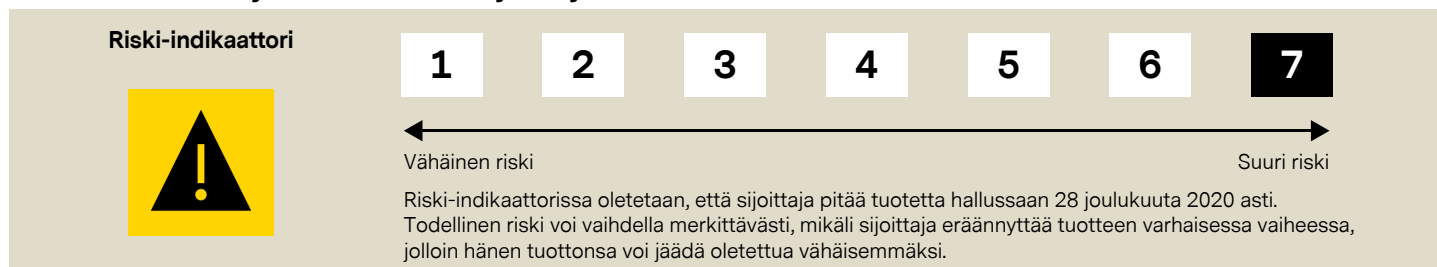 Riski-indikaattori
1 2 3 4 5 6 7
Vähäinen riski Suuri riski
Riski-indikaattorissa oletetaan, että sijoittaja pitää tuotetta hallussaan 28 joulukuuta 2020 asti.
Todellinen riski voi vaihdella merkittävästi, mikäli sijoittaja eräännyttää tuotteen varhaisessa vaiheessa,
jolloin hänen tuottonsa voi jäädä oletettua vähäisemmäksi.